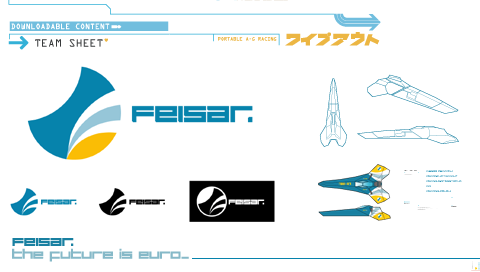 DOWNLOADABLE CONTENT
TEAM SHEET
PORTABLE A-G RACING
ワイプアウト
FEISAR.
FEISAR.
FEISAR.
FEISAR.
FEISAR.
the future is euro_